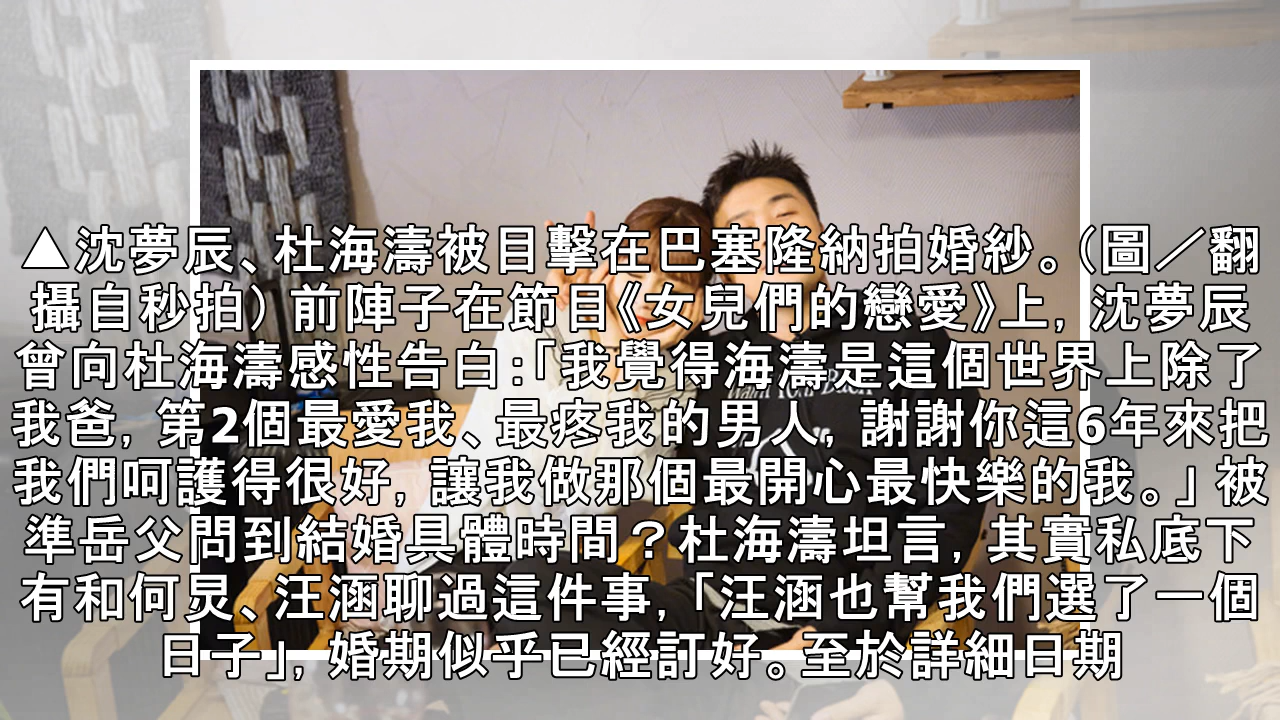 ▲沈夢辰、杜海濤被目擊在巴塞隆納拍婚紗。(圖／翻
攝自秒拍) 前陣子在節目《女兒們的戀愛》上, 沈夢辰
曾向杜海濤感性告白:「我覺得海濤是這個世界上除了
我爸, 第2個最愛我、最疼我的男人, 謝謝你這6年來把
我們呵護得很好, 讓我做那個最開心最快樂的我。」被
準岳父問到結婚具體時間？杜海濤坦言, 其實私底下
有和何炅、汪涵聊過這件事,「汪涵也幫我們選了一個
日子」, 婚期似乎已經訂好。至於詳細日期